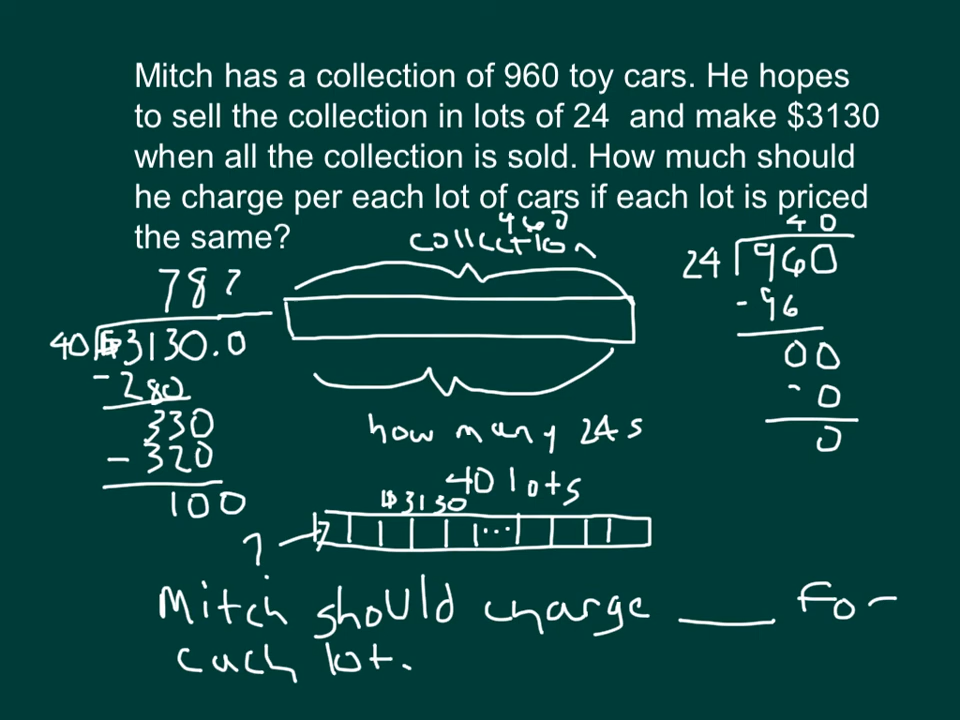 Mitch has a collection of 960 toy cars. He hopes
to sell the collection in lots of 24 and make $3130
when all the collection is sold. How much should
he charge per each lot of cars if each lot is priced
the same?
960
collection
40
24 960
- 96
00
- 0
0
78?
40 $3130.0
- 280
330
- 320
100
how many 24s
40 lots
$3130
...
?
Mitch should charge ___ for
each lot.